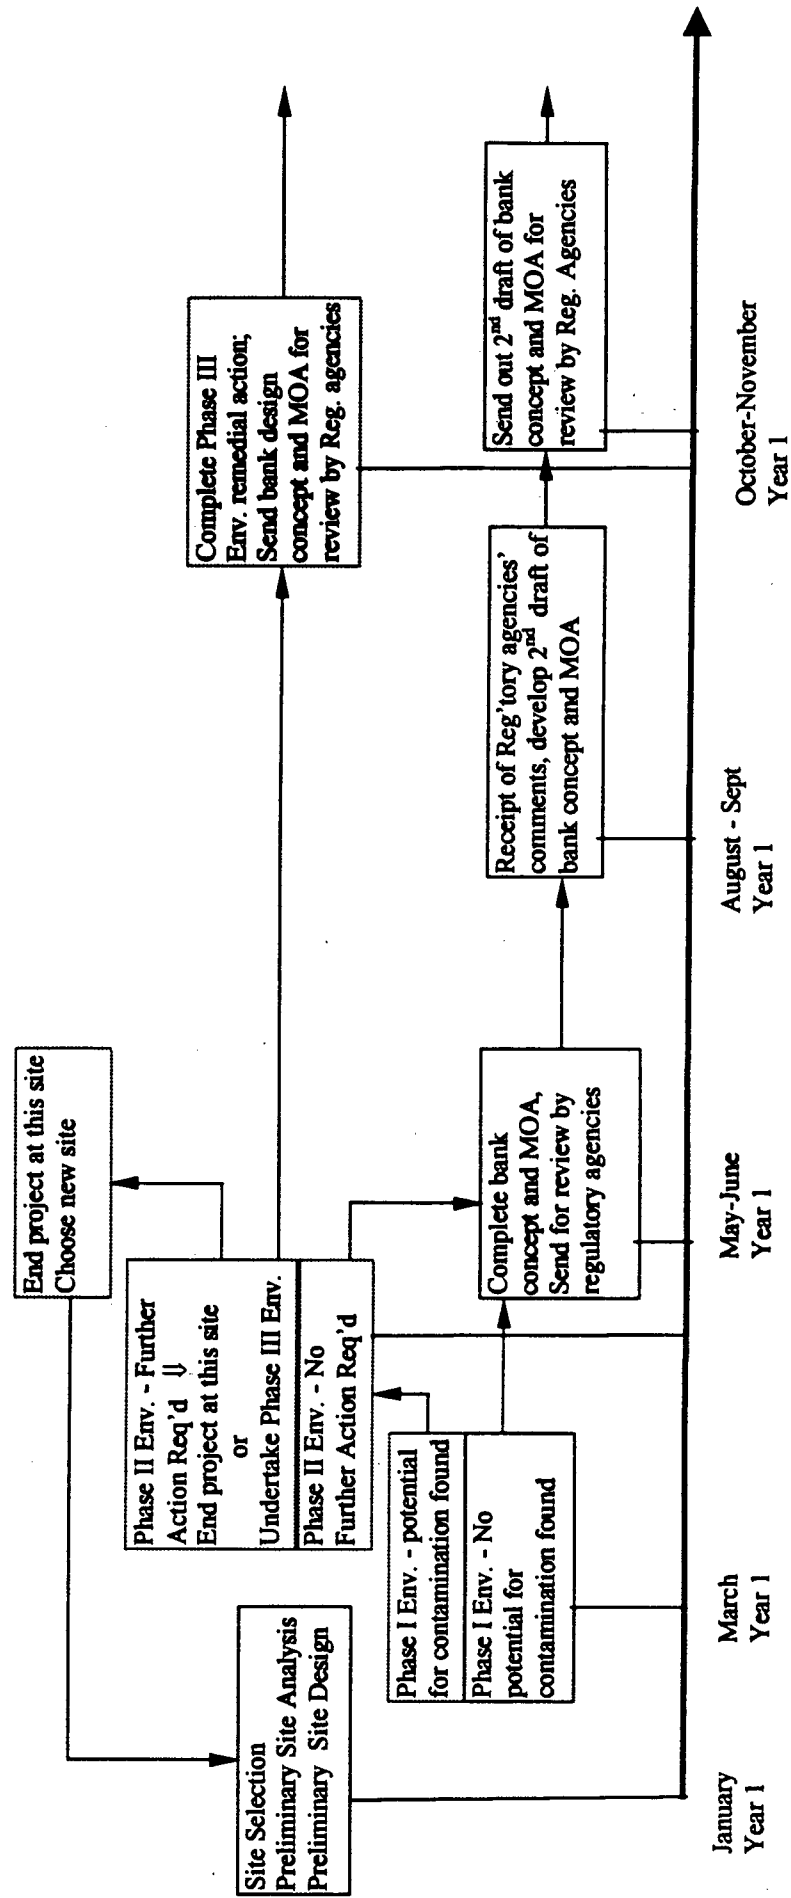 End project at this site
Choose new site
Phase II Env. - Further
Action Req'd ⇓
End project at this site
or
Undertake Phase III Env.
Phase II Env. - No
Further Action Req'd
Complete Phase III
Env. remedial action;
Send bank design
concept and MOA for
review by Reg. agencies
Site Selection
Preliminary Site Analysis
Preliminary Site Design
Phase I Env. - potential
for contamination found
Phase I Env. - No
potential for
contamination found
Complete bank
concept and MOA,
Send for review by
regulatory agencies
Receipt of Reg'tory agencies'
comments, develop 2nd draft of
bank concept and MOA
Send out 2nd draft of bank
concept and MOA for
review by Reg. Agencies
January
Year 1
March
Year 1
May-June
Year 1
August - Sept
Year 1
October-November
Year 1